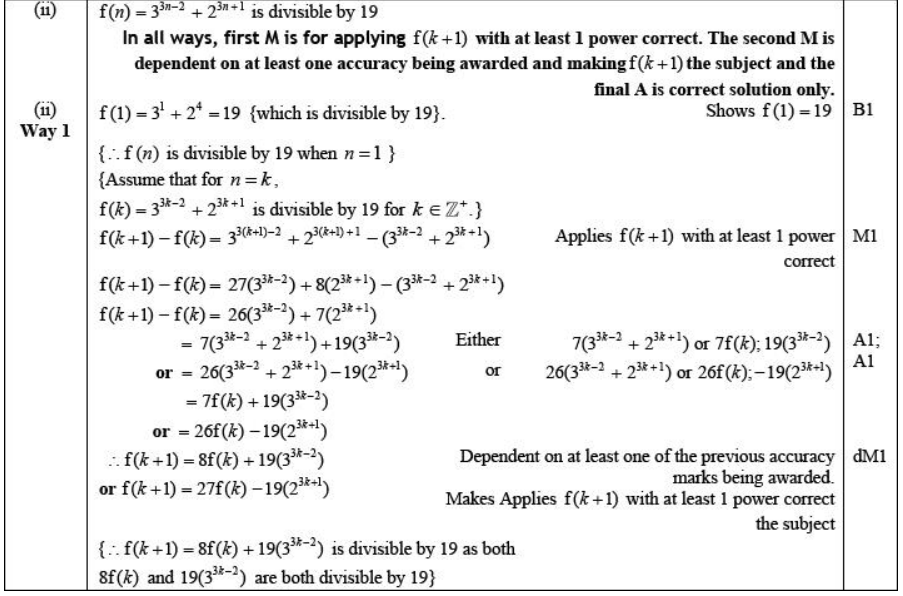 (ii) f(n) = 3^{3n−2} + 2^{3n+1} is divisible by 19
In all ways, first M is for applying f(k+1) with at least 1 power correct. The second M is
dependent on at least one accuracy being awarded and making f(k+1) the subject and the
final A is correct solution only.
(ii) Way 1 f(1) = 3^1 + 2^4 = 19 {which is divisible by 19}. Shows f(1) = 19 B1
{∴ f(n) is divisible by 19 when n = 1 }
{Assume that for n = k,
f(k) = 3^{3k−2} + 2^{3k+1} is divisible by 19 for k ∈ ℤ⁺.}
f(k+1) − f(k) = 3^{3(k+1)−2} + 2^{3(k+1)+1} − (3^{3k−2} + 2^{3k+1}) Applies f(k+1) with at least 1 power M1
correct
f(k+1) − f(k) = 27(3^{3k−2}) + 8(2^{3k+1}) − (3^{3k−2} + 2^{3k+1})
f(k+1) − f(k) = 26(3^{3k−2}) + 7(2^{3k+1})
= 7(3^{3k−2} + 2^{3k+1}) + 19(3^{3k−2}) Either 7(3^{3k−2} + 2^{3k+1}) or 7f(k); 19(3^{3k−2}) A1;
or = 26(3^{3k−2} + 2^{3k+1}) − 19(2^{3k+1}) or 26(3^{3k−2} + 2^{3k+1}) or 26f(k); −19(2^{3k+1}) A1
= 7f(k) + 19(3^{3k−2})
or = 26f(k) − 19(2^{3k+1})
∴ f(k+1) = 8f(k) + 19(3^{3k−2}) Dependent on at least one of the previous accuracy dM1
marks being awarded.
or f(k+1) = 27f(k) − 19(2^{3k+1})
Makes Applies f(k+1) with at least 1 power correct
the subject
{∴ f(k+1) = 8f(k) + 19(3^{3k−2}) is divisible by 19 as both
8f(k) and 19(3^{3k−2}) are both divisible by 19}